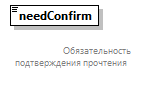 needConfirm
Обязательность
подтверждения прочтения